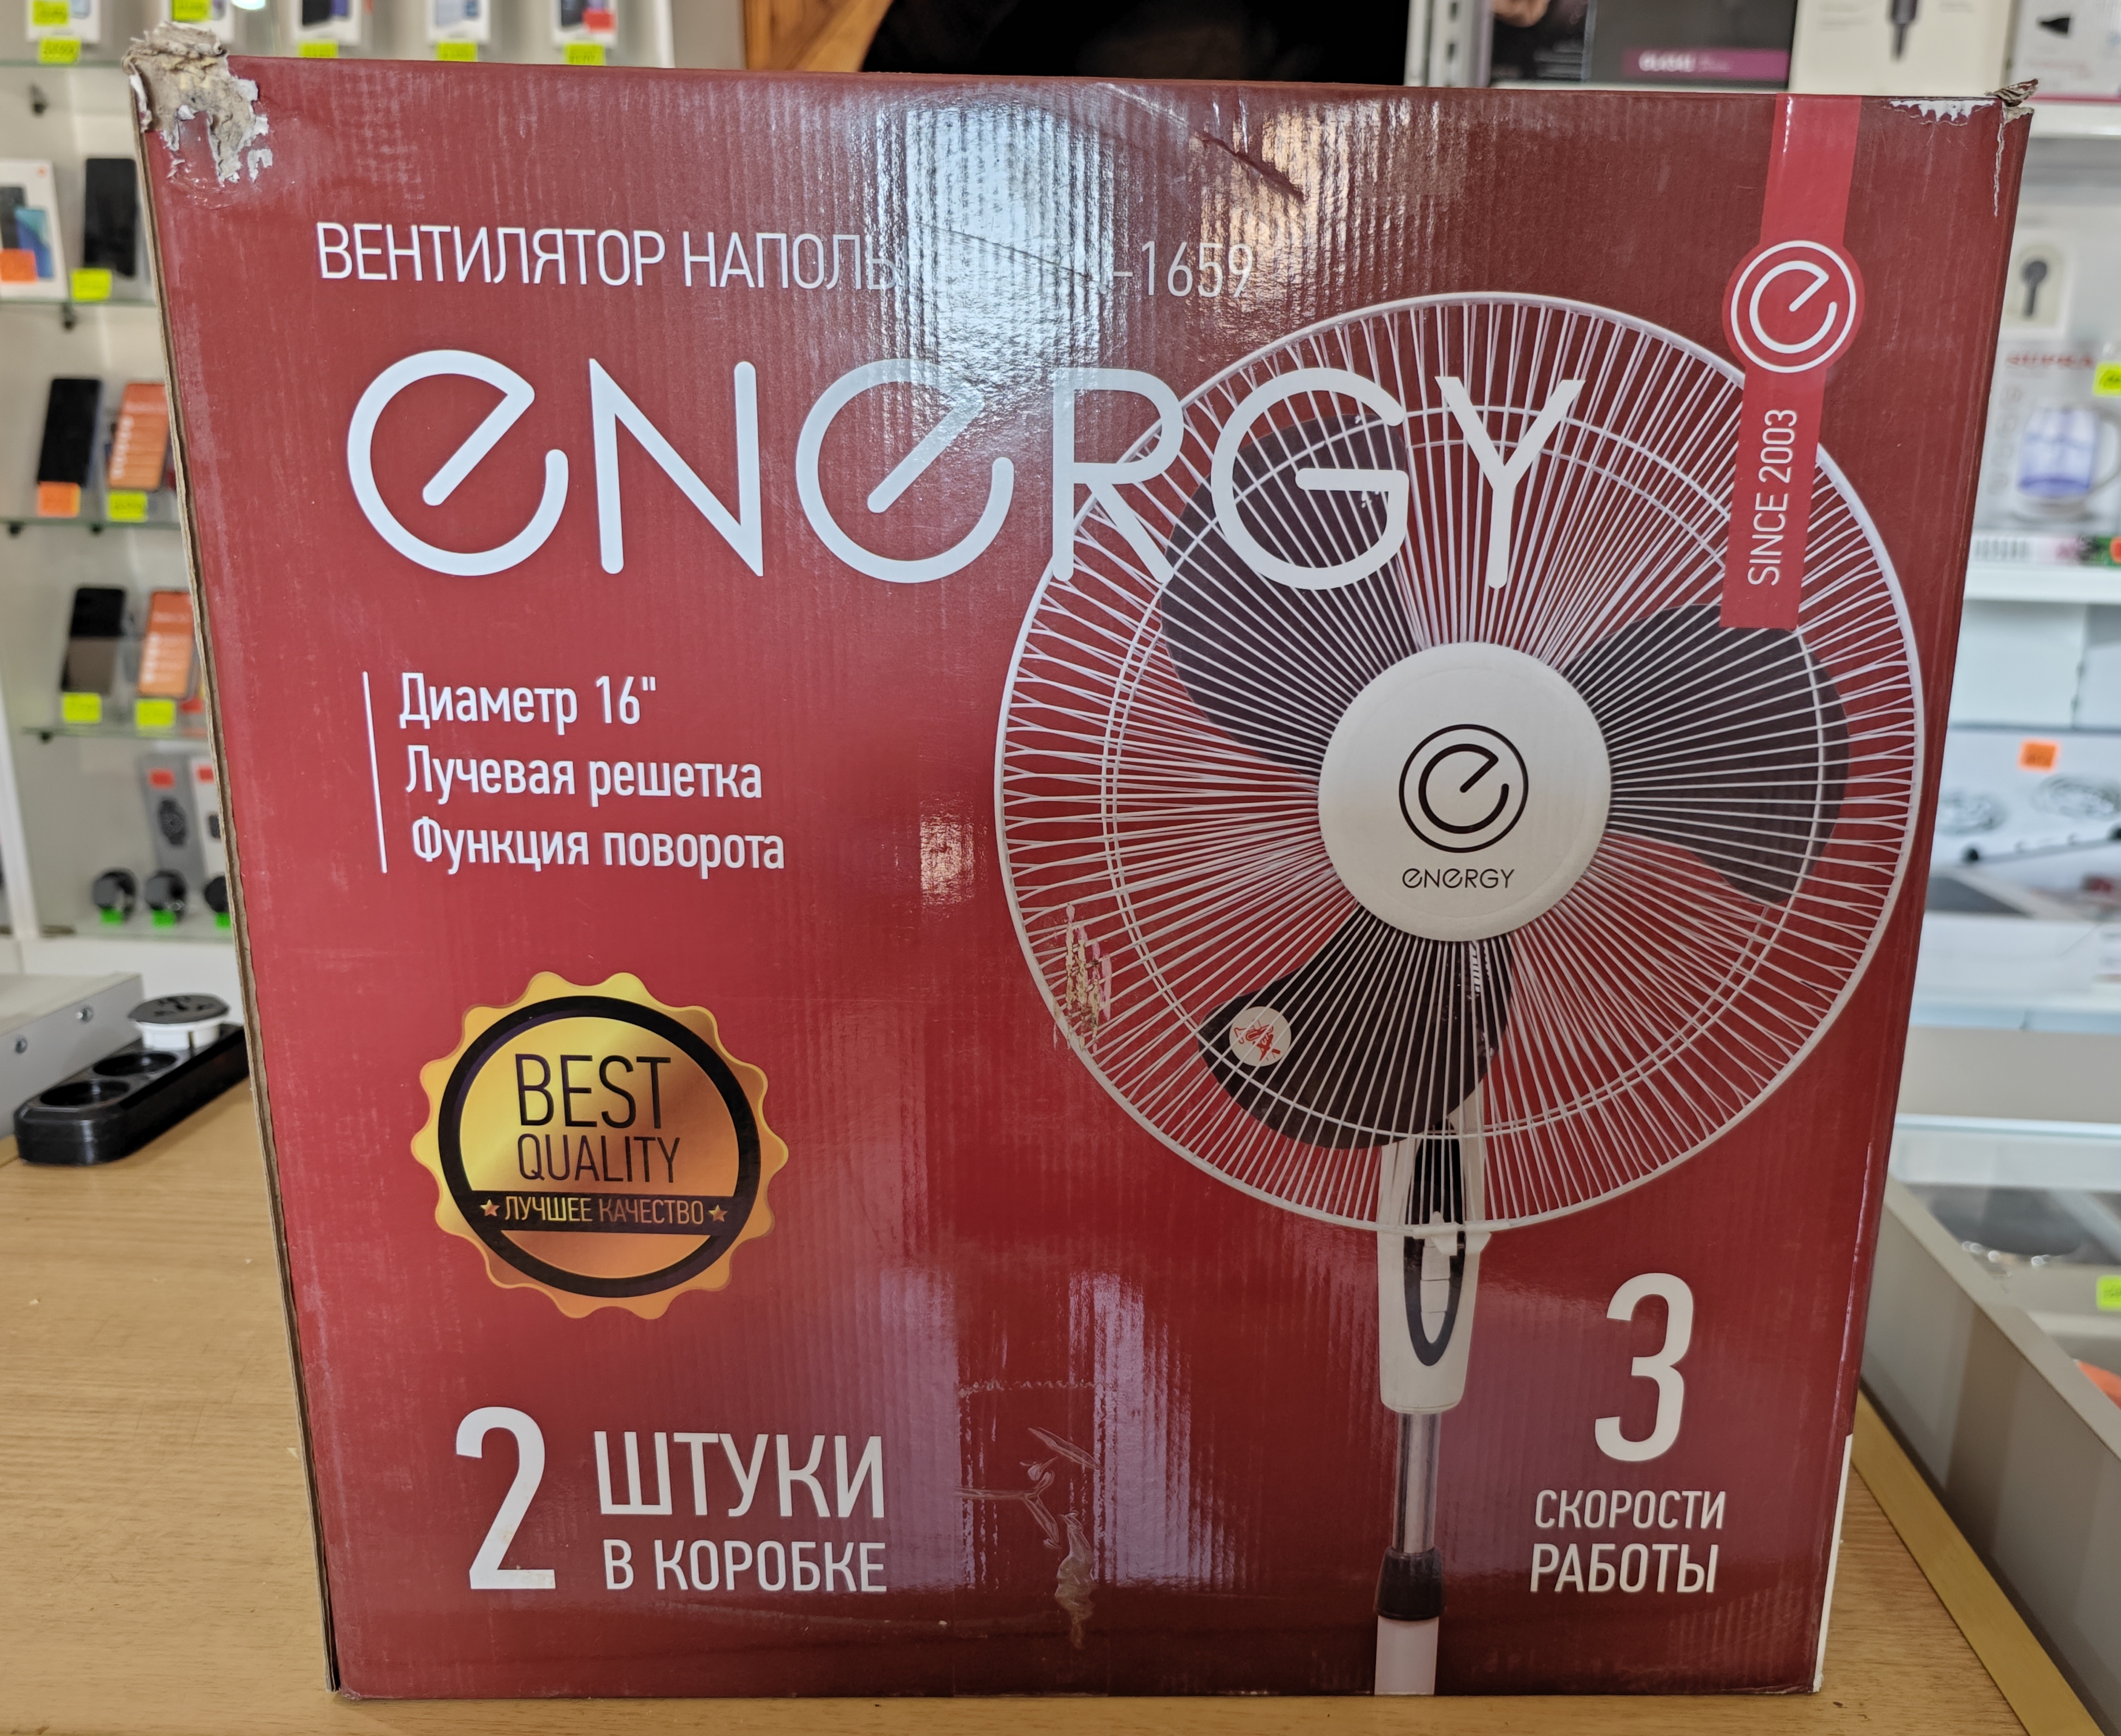 ВЕНТИЛЯТОР -1659
energy
SINCE 2003
Диаметр 16"
Лучевая решетка
Функция поворота
energy
BEST
QUALITY
ЛУЧШЕЕ КАЧЕСТВО
2 ШТУКИ
В КОРОБКЕ
3
СКОРОСТИ
РАБОТЫ